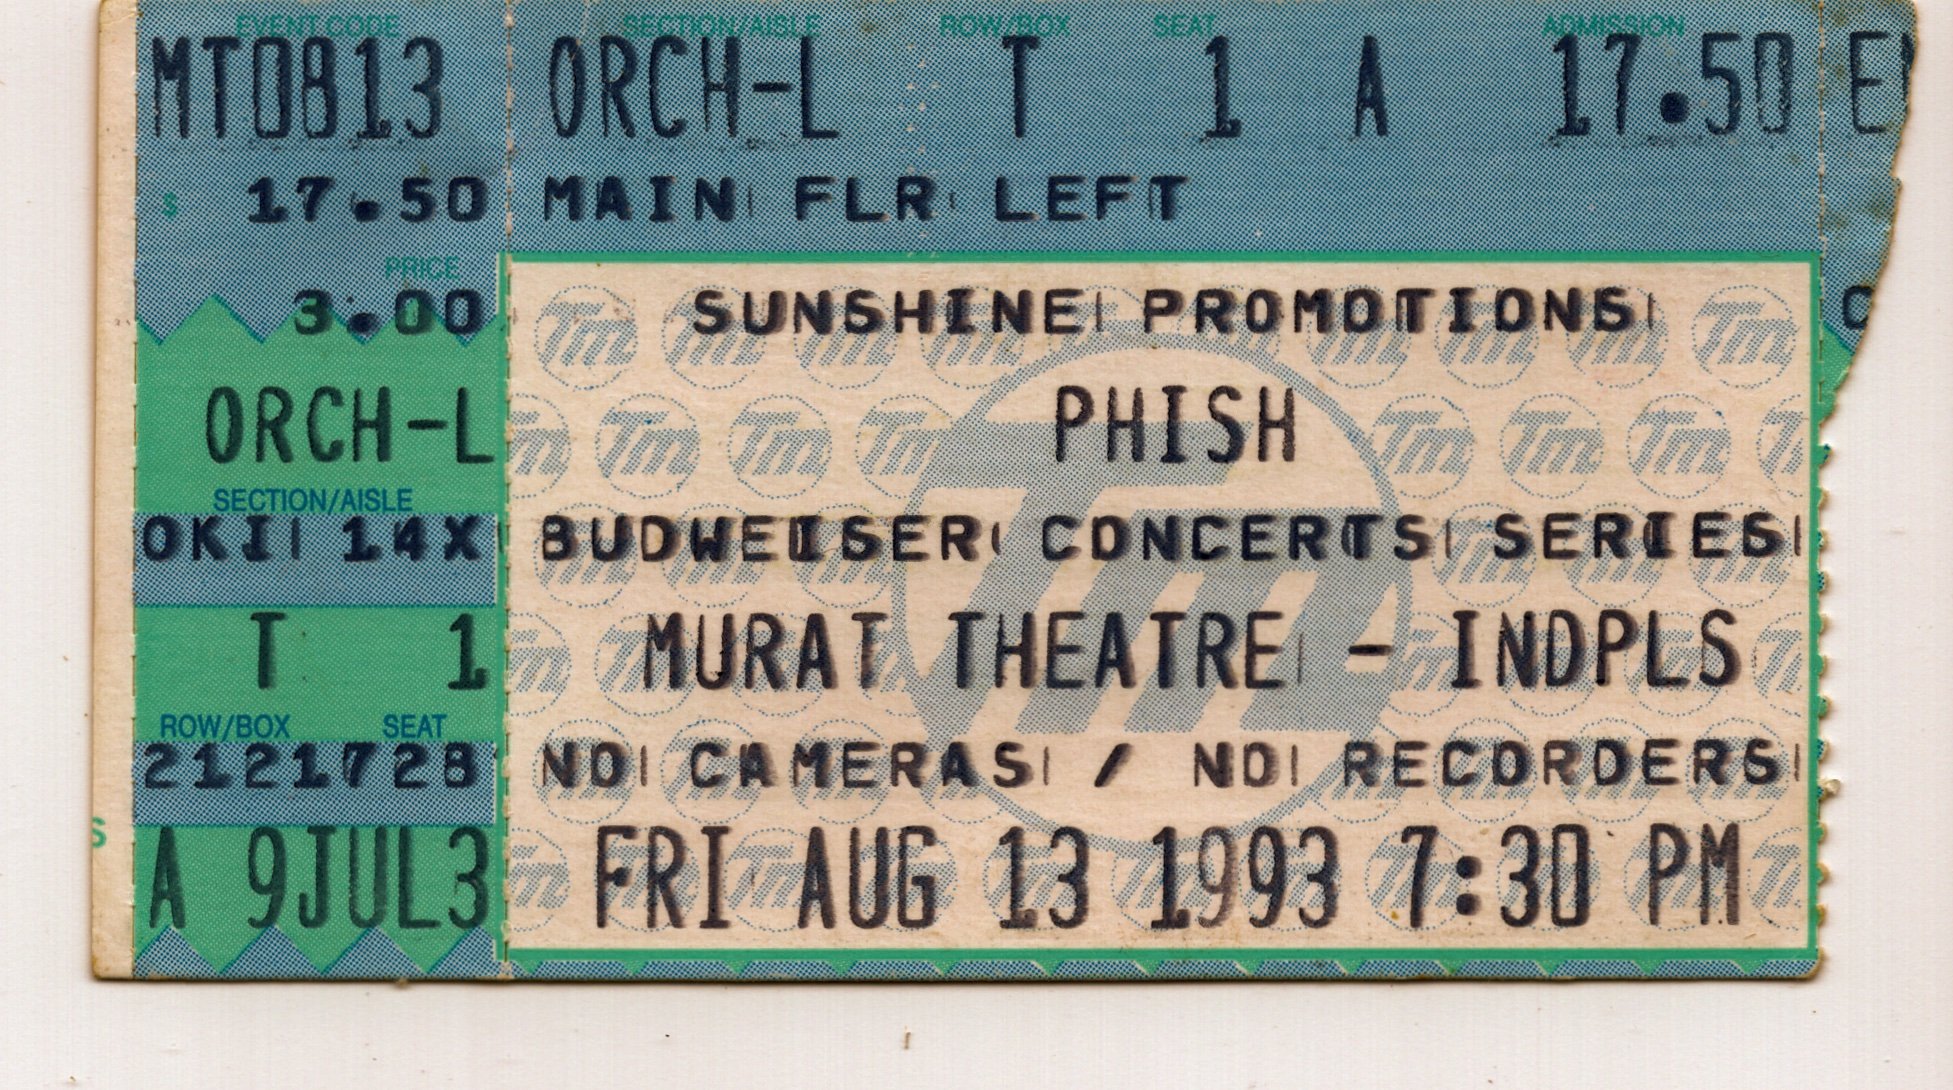 EVENT CODE SECTION/AISLE ROW/BOX SEAT ADMISSION
MT0813 ORCH-L T 1 A 17.50
$ 17.50 MAIN FLR LEFT
PRICE
3.00 SUNSHINE PROMOTIONS
ORCH-L PHISH
SECTION/AISLE
OKI 14X BUDWEISER CONCERTS SERIES
T 1 MURAT THEATRE - INDPLS
ROW/BOX SEAT
2121728 NO CAMERAS / NO RECORDERS
A 9JUL3 FRI AUG 13 1993 7:30 PM